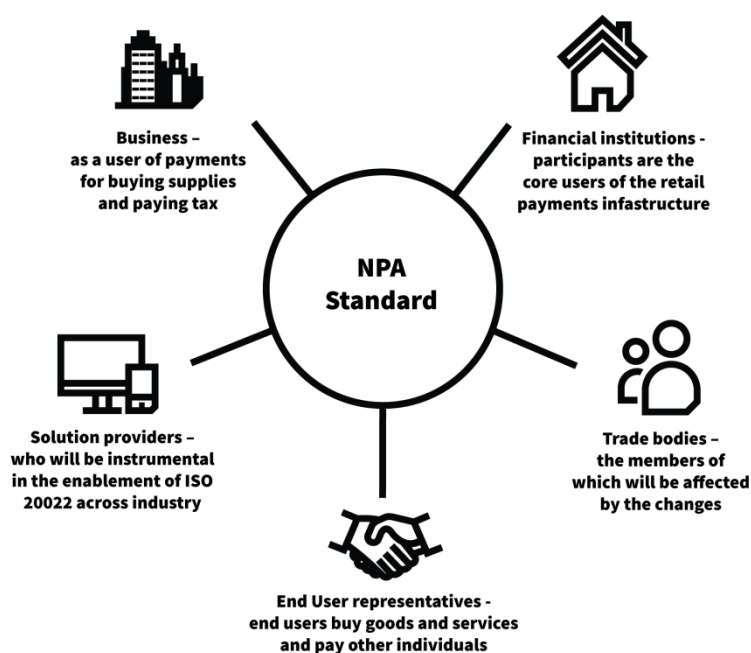 Business –
as a user of payments
for buying supplies
and paying tax
Financial institutions -
participants are the
core users of the retail
payments infastructure
NPA
Standard
Solution providers –
who will be instrumental
in the enablement of ISO
20022 across industry
Trade bodies –
the members of
which will be affected
by the changes
End User representatives -
end users buy goods and services
and pay other individuals